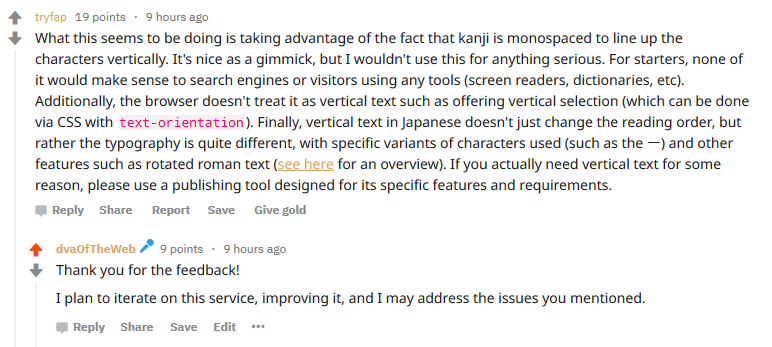 tryfap 19 points · 9 hours ago
What this seems to be doing is taking advantage of the fact that kanji is monospaced to line up the
characters vertically. It's nice as a gimmick, but I wouldn't use this for anything serious. For starters, none of
it would make sense to search engines or visitors using any tools (screen readers, dictionaries, etc).
Additionally, the browser doesn't treat it as vertical text such as offering vertical selection (which can be done
via CSS with text-orientation). Finally, vertical text in Japanese doesn't just change the reading order, but
rather the typography is quite different, with specific variants of characters used (such as the ー) and other
features such as rotated roman text (see here for an overview). If you actually need vertical text for some
reason, please use a publishing tool designed for its specific features and requirements.
Reply Share Report Save Give gold
dvaOfTheWeb 9 points · 9 hours ago
Thank you for the feedback!
I plan to iterate on this service, improving it, and I may address the issues you mentioned.
Reply Share Save Edit •••